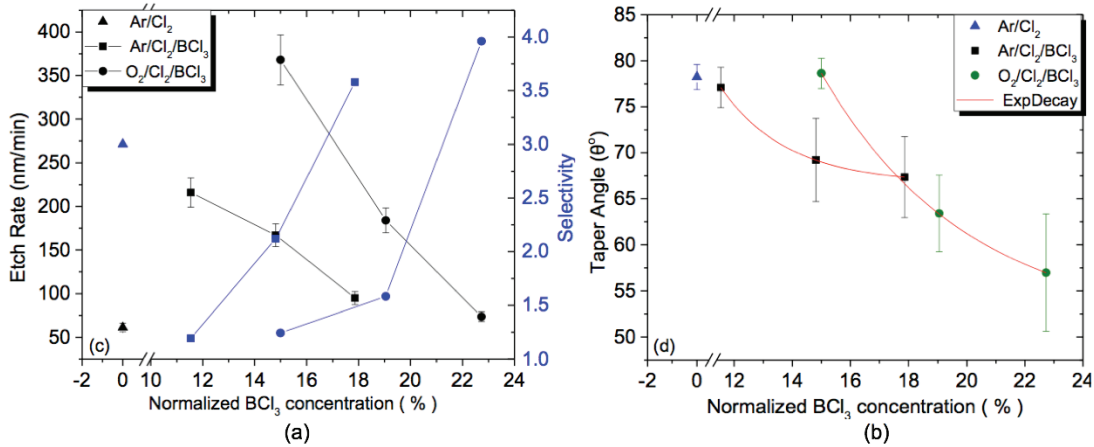 Ar/Cl2
Ar/Cl2/BCl3
O2/Cl2/BCl3
Etch Rate (nm/min)
400
350
300
250
200
150
100
50
4.0
3.5
3.0
2.5
2.0
1.5
1.0
Selectivity
(c)
-2 0 10 12 14 16 18 20 22 24
Normalized BCl3 concentration ( % )
(a)
Ar/Cl2
Ar/Cl2/BCl3
O2/Cl2/BCl3
ExpDecay
Taper Angle (θ°)
85
80
75
70
65
60
55
50
(d)
-2 0 12 14 16 18 20 22 24
Normalized BCl3 concentration ( % )
(b)